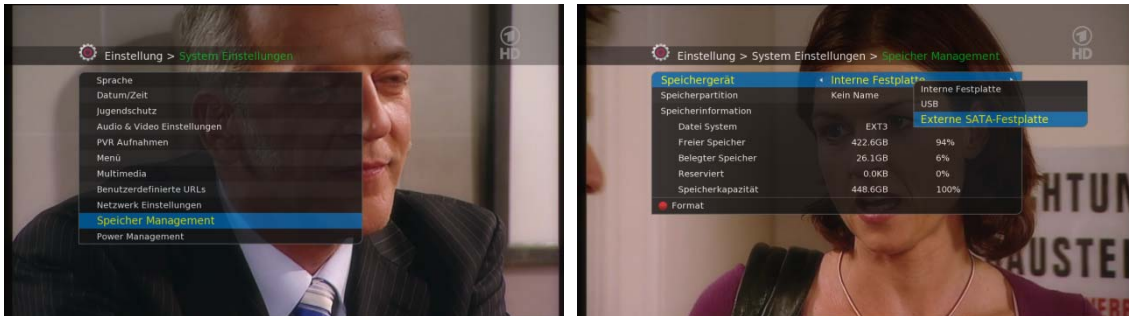 1
HD
Einstellung > System Einstellungen
Sprache
Datum/Zeit
Jugendschutz
Audio & Video Einstellungen
PVR Aufnahmen
Menü
Multimedia
Benutzerdefinierte URLs
Netzwerk Einstellungen
Speicher Management
Power Management
1
HD
Einstellung > System Einstellungen > Speicher Management
Speichergerät Interne Festplatte
Interne Festplatte
USB
Externe SATA-Festplatte
Speicherpartition Kein Name
Speicherinformation
Datei System EXT3
Freier Speicher 422.6GB 94%
Belegter Speicher 26.1GB 6%
Reserviert 0.0KB 0%
Speicherkapazität 448.6GB 100%
Format